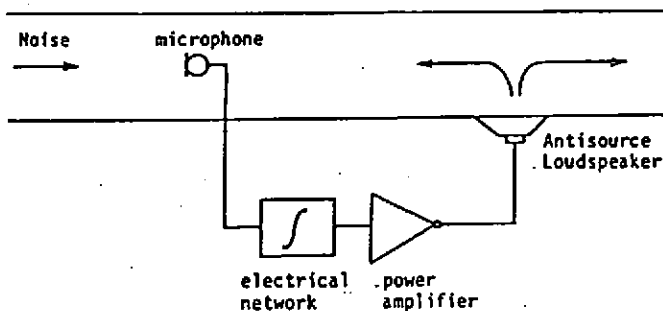 Noise
microphone
Antisource
Loudspeaker
∫
electrical
network
power
amplifier